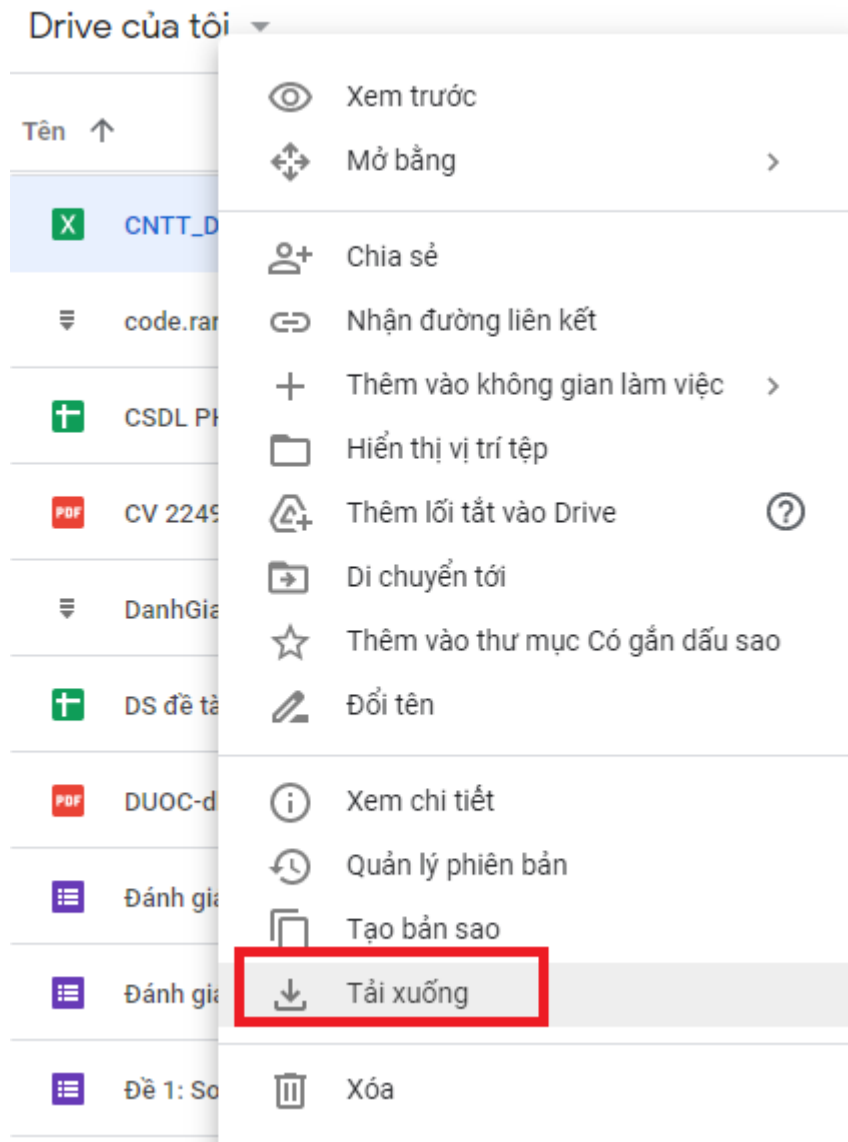 Drive của tôi
Tên
Xem trước
Mở bằng
X CNTT_D
Chia sẻ
code.rar
Nhận đường liên kết
Thêm vào không gian làm việc
CSDL PH
Hiển thị vị trí tệp
PDF CV 2249
Thêm lối tắt vào Drive ?
Di chuyển tới
DanhGia
Thêm vào thư mục Có gắn dấu sao
DS đề tà
Đổi tên
PDF DUOC-d
Xem chi tiết
Quản lý phiên bản
Đánh giá
Tạo bản sao
Đánh giá
Tải xuống
Đề 1: So
Xóa